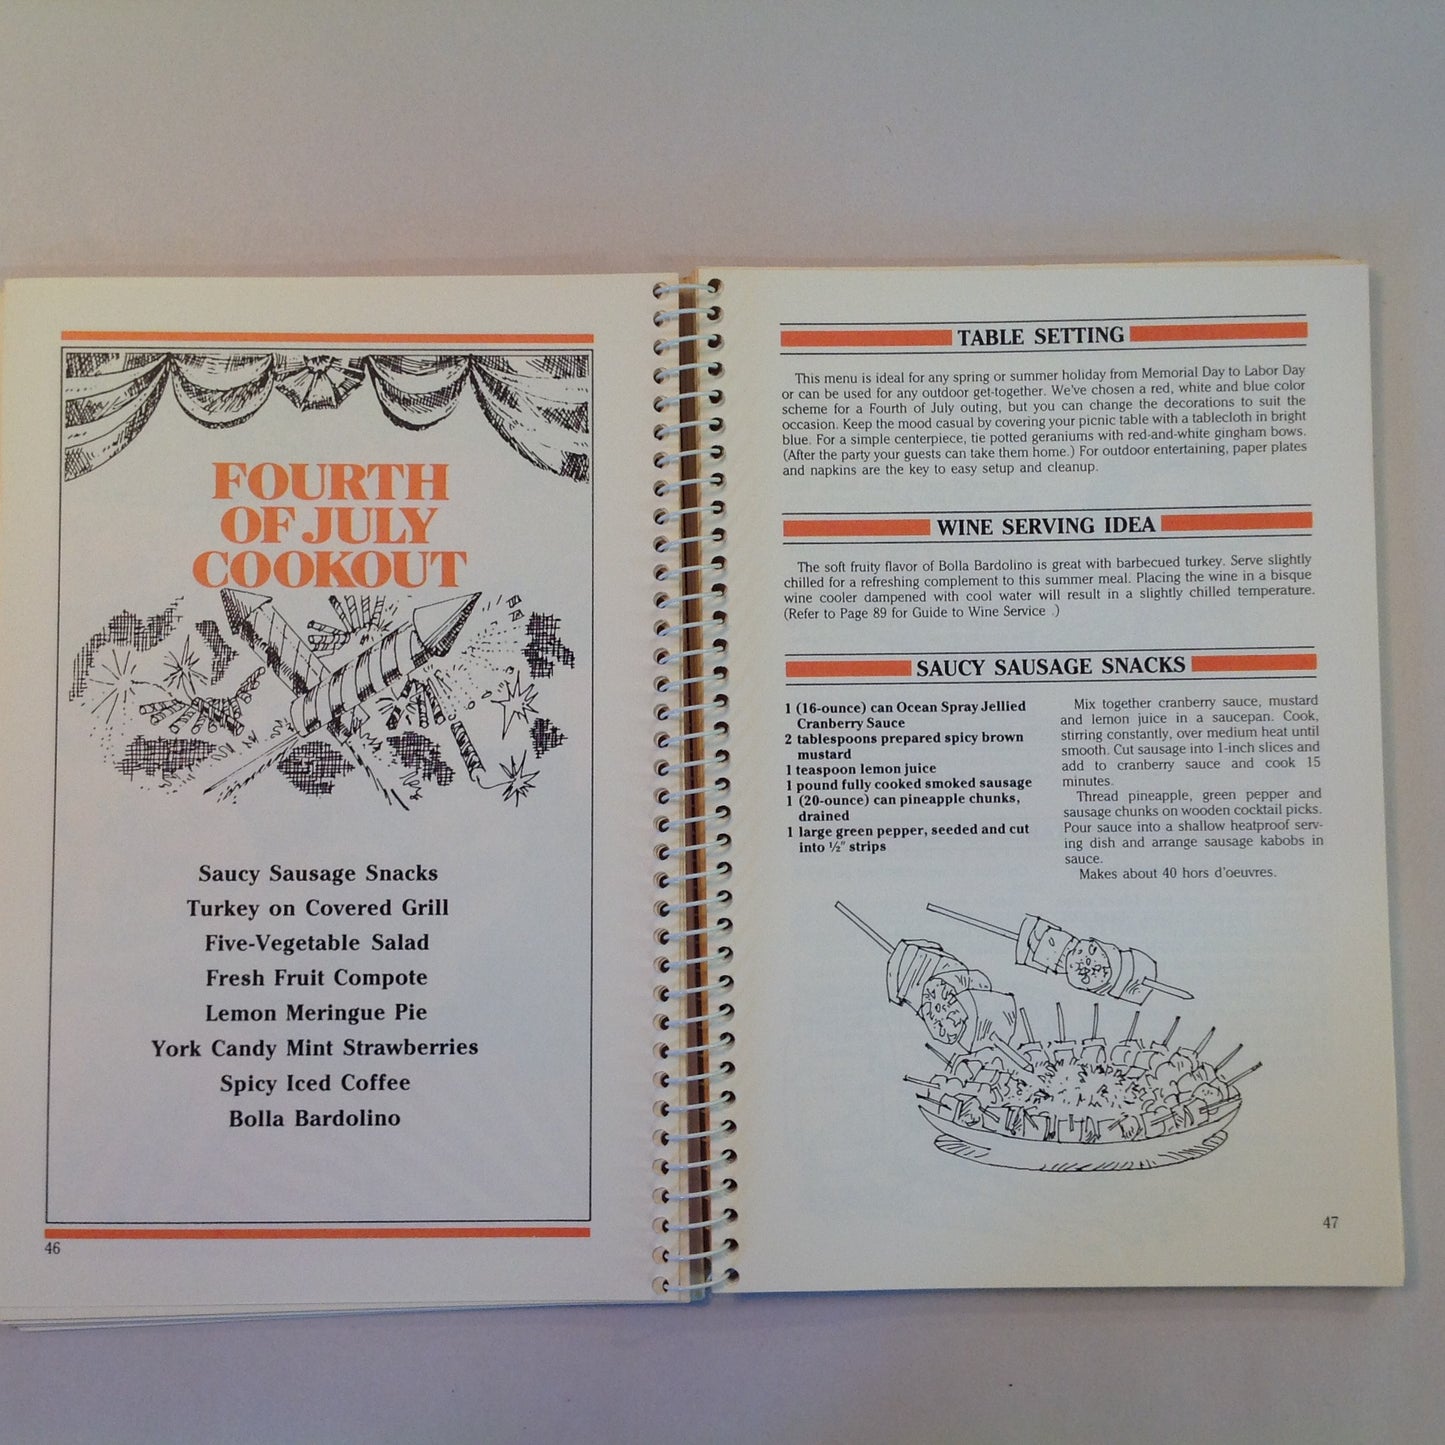 FOURTH
OF JULY
COOKOUT
Saucy Sausage Snacks
Turkey on Covered Grill
Five-Vegetable Salad
Fresh Fruit Compote
Lemon Meringue Pie
York Candy Mint Strawberries
Spicy Iced Coffee
Bolla Bardolino
46
TABLE SETTING
This menu is ideal for any spring or summer holiday from Memorial Day to Labor Day
or can be used for any outdoor get-together. We've chosen a red, white and blue color
scheme for a Fourth of July outing, but you can change the decorations to suit the
occasion. Keep the mood casual by covering your picnic table with a tablecloth in bright
blue. For a simple centerpiece, tie potted geraniums with red-and-white gingham bows.
(After the party your guests can take them home.) For outdoor entertaining, paper plates
and napkins are the key to easy setup and cleanup.
WINE SERVING IDEA
The soft fruity flavor of Bolla Bardolino is great with barbecued turkey. Serve slightly
chilled for a refreshing complement to this summer meal. Placing the wine in a bisque
wine cooler dampened with cool water will result in a slightly chilled temperature.
(Refer to Page 89 for Guide to Wine Service .)
SAUCY SAUSAGE SNACKS
1 (16-ounce) can Ocean Spray Jellied
Cranberry Sauce
2 tablespoons prepared spicy brown
mustard
1 teaspoon lemon juice
1 pound fully cooked smoked sausage
1 (20-ounce) can pineapple chunks,
drained
1 large green pepper, seeded and cut
into ½" strips
Mix together cranberry sauce, mustard
and lemon juice in a saucepan. Cook,
stirring constantly, over medium heat until
smooth. Cut sausage into 1-inch slices and
add to cranberry sauce and cook 15
minutes.
Thread pineapple, green pepper and
sausage chunks on wooden cocktail picks.
Pour sauce into a shallow heatproof serv-
ing dish and arrange sausage kabobs in
sauce.
Makes about 40 hors d'oeuvres.
47